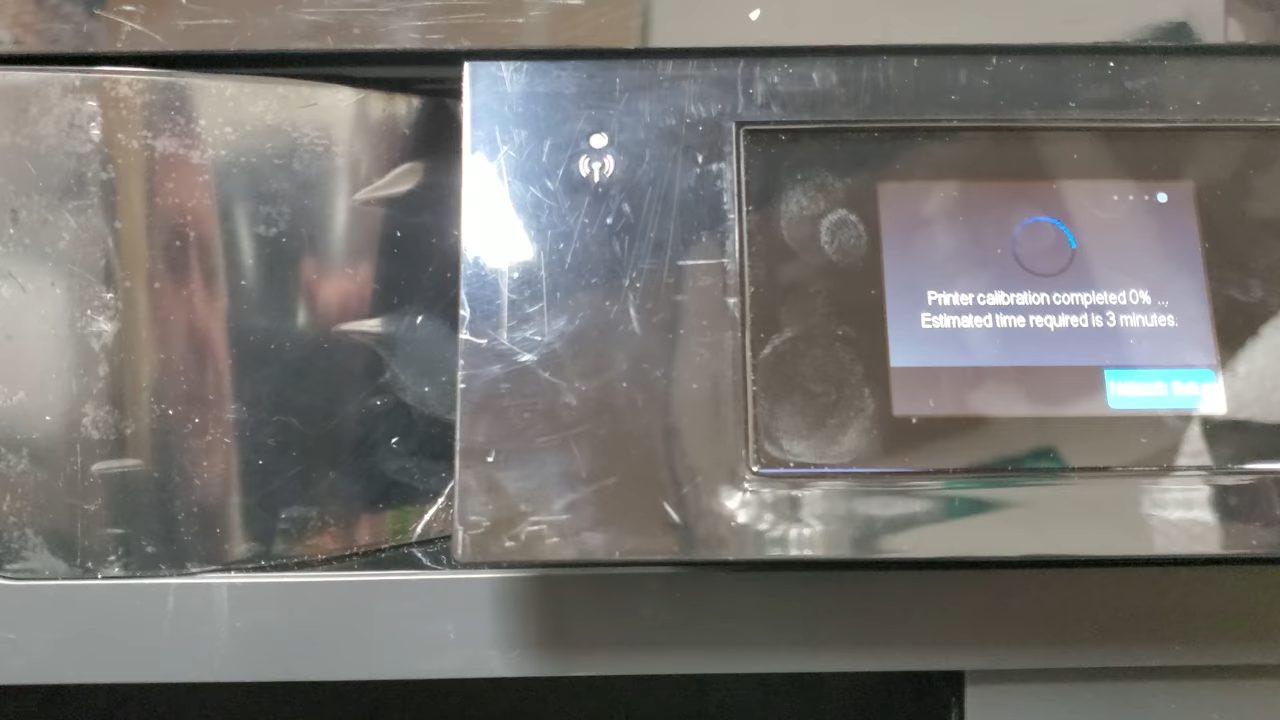 Printer calibration completed 0% ...
Estimated time required is 3 minutes.